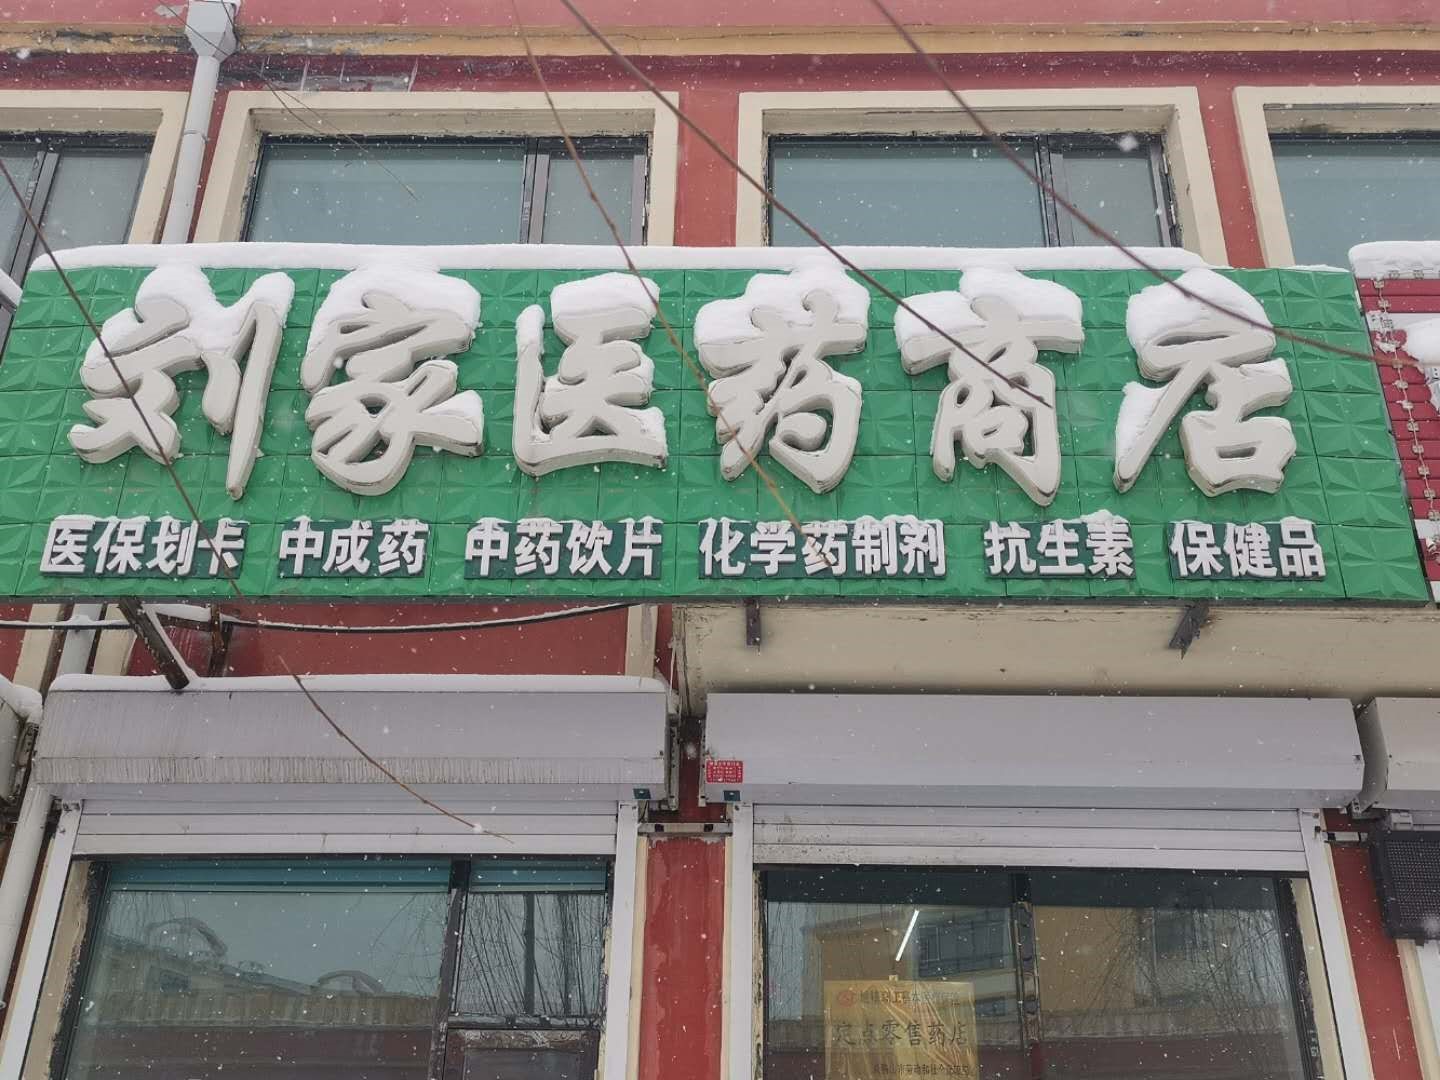 刘家医药商店
医保划卡 中成药 中药饮片 化学药制剂 抗生素 保健品
定点零售药店